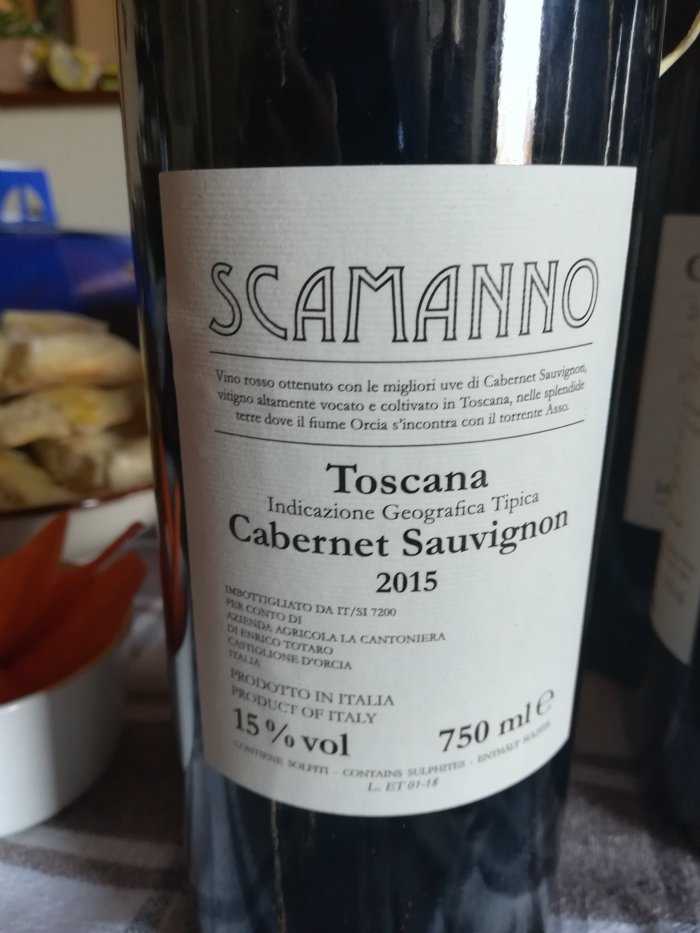 SCAMANNO
Vino rosso ottenuto con le migliori uve di Cabernet Sauvignon,
vitigno altamente vocato e coltivato in Toscana, nelle splendide
terre dove il fiume Orcia s'incontra con il torrente Asso.
Toscana
Indicazione Geografica Tipica
Cabernet Sauvignon
2015
IMBOTTIGLIATO DA IT/SI 7200
PER CONTO DI
AZIENDA AGRICOLA LA CANTONIERA
DI ENRICO TOTARO
CASTIGLIONE D'ORCIA
ITALIA
PRODOTTO IN ITALIA
PRODUCT OF ITALY
15% vol 750 ml ℮
CONTIENE SOLFITI - CONTAINS SULPHITES - ENTHÄLT SULFITE
L. ET 01-18